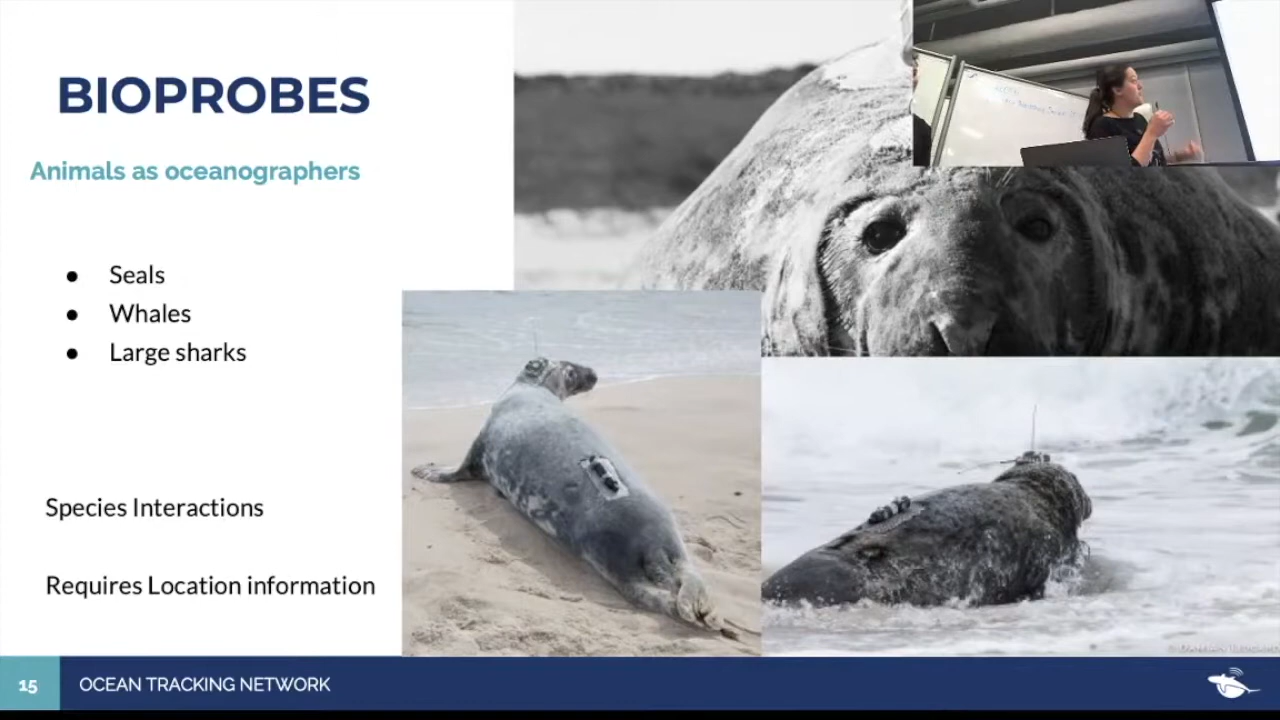 BIOPROBES
Animals as oceanographers
● Seals
● Whales
● Large sharks
Species Interactions
Requires Location information
15
OCEAN TRACKING NETWORK